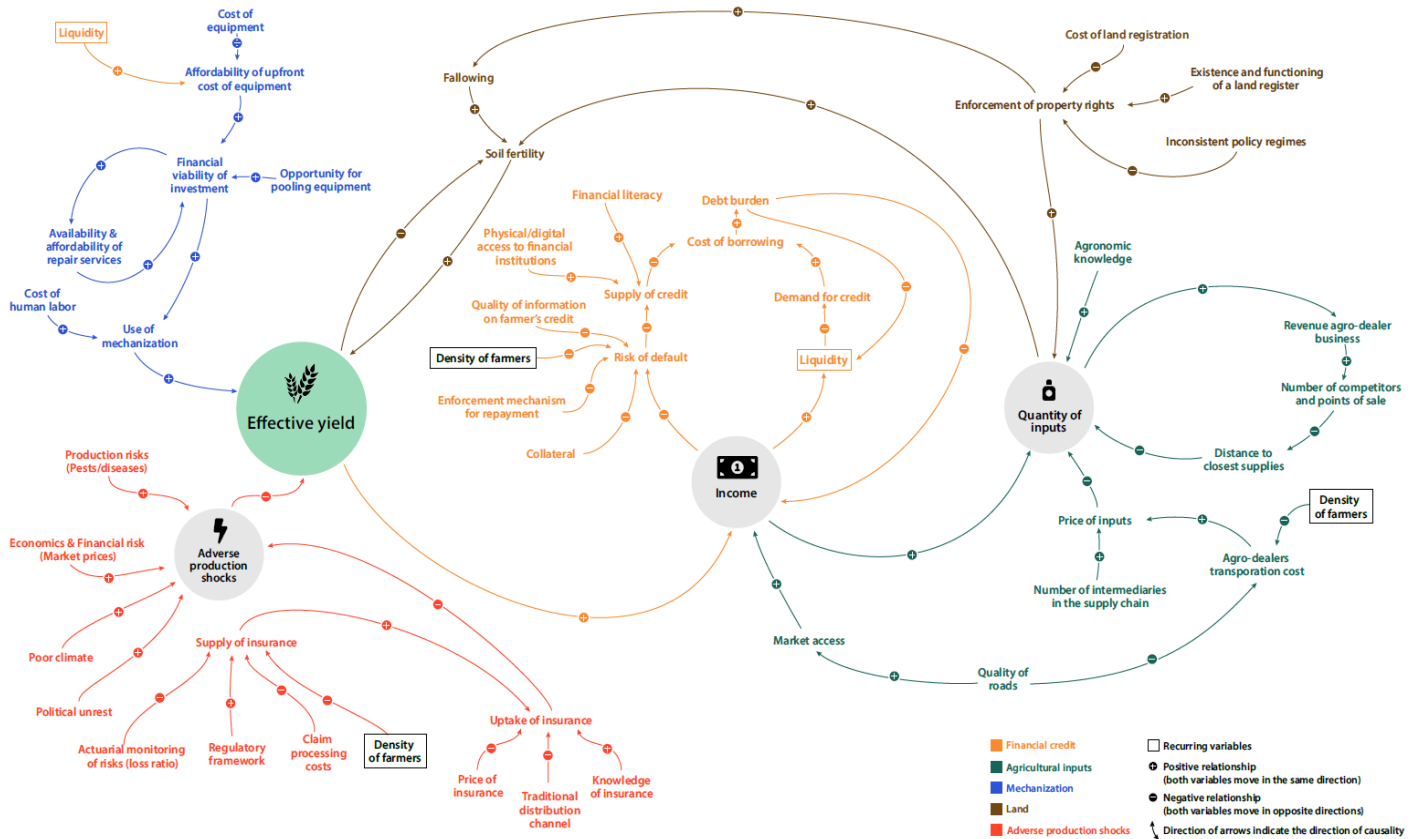 Cost of
equipment
Liquidity
Affordability of upfront
cost of equipment
Financial
viability of
investment
Opportunity for
pooling equipment
Availability &
affordability of
repair services
Cost of
human labor
Use of
mechanization
Effective yield
Fallowing
Soil fertility
Cost of land registration
Existence and functioning
of a land register
Enforcement of property rights
Inconsistent policy regimes
Financial literacy
Debt burden
Physical/digital
access to financial
institutions
Cost of borrowing
Supply of credit
Demand for credit
Quality of information
on farmer's credit
Density of farmers
Risk of default
Liquidity
Enforcement mechanism
for repayment
Collateral
1
Income
Agronomic
knowledge
Revenue agro-dealer
business
Number of competitors
and points of sale
Quantity of
inputs
Distance to
closest supplies
Price of inputs
Density
of farmers
Agro-dealers
transporation cost
Number of intermediaries
in the supply chain
Market access
Quality of
roads
Production risks
(Pests/diseases)
Economics & Financial risk
(Market prices)
Adverse
production
shocks
Poor climate
Political unrest
Supply of insurance
Actuarial monitoring
of risks (loss ratio)
Regulatory
framework
Claim
processing
costs
Density
of farmers
Uptake of insurance
Price of
insurance
Traditional
distribution
channel
Knowledge
of insurance
Financial credit
Agricultural inputs
Mechanization
Land
Adverse production shocks
Recurring variables
Positive relationship
(both variables move in the same direction)
Negative relationship
(both variables move in opposite directions)
Direction of arrows indicate the direction of causality